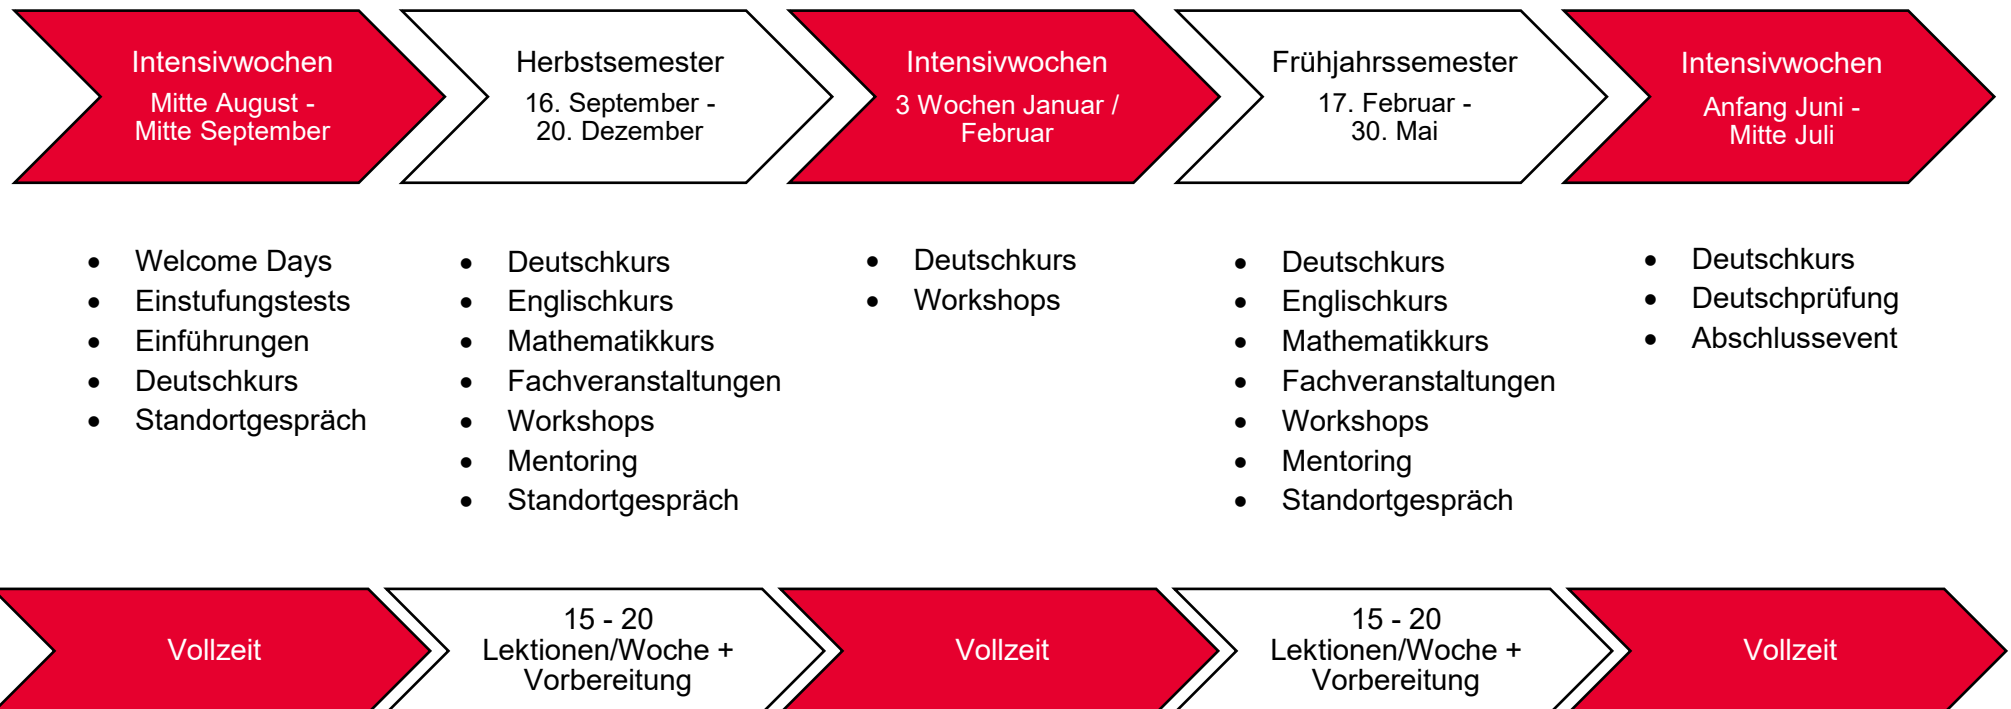 Intensivwochen
Mitte August -
Mitte September
Herbstsemester
16. September -
20. Dezember
Intensivwochen
3 Wochen Januar /
Februar
Frühjahrssemester
17. Februar -
30. Mai
Intensivwochen
Anfang Juni -
Mitte Juli
• Welcome Days
• Einstufungstests
• Einführungen
• Deutschkurs
• Standortgespräch
• Deutschkurs
• Englischkurs
• Mathematikkurs
• Fachveranstaltungen
• Workshops
• Mentoring
• Standortgespräch
• Deutschkurs
• Workshops
• Deutschkurs
• Englischkurs
• Mathematikkurs
• Fachveranstaltungen
• Workshops
• Mentoring
• Standortgespräch
• Deutschkurs
• Deutschprüfung
• Abschlussevent
Vollzeit
15 - 20
Lektionen/Woche +
Vorbereitung
Vollzeit
15 - 20
Lektionen/Woche +
Vorbereitung
Vollzeit